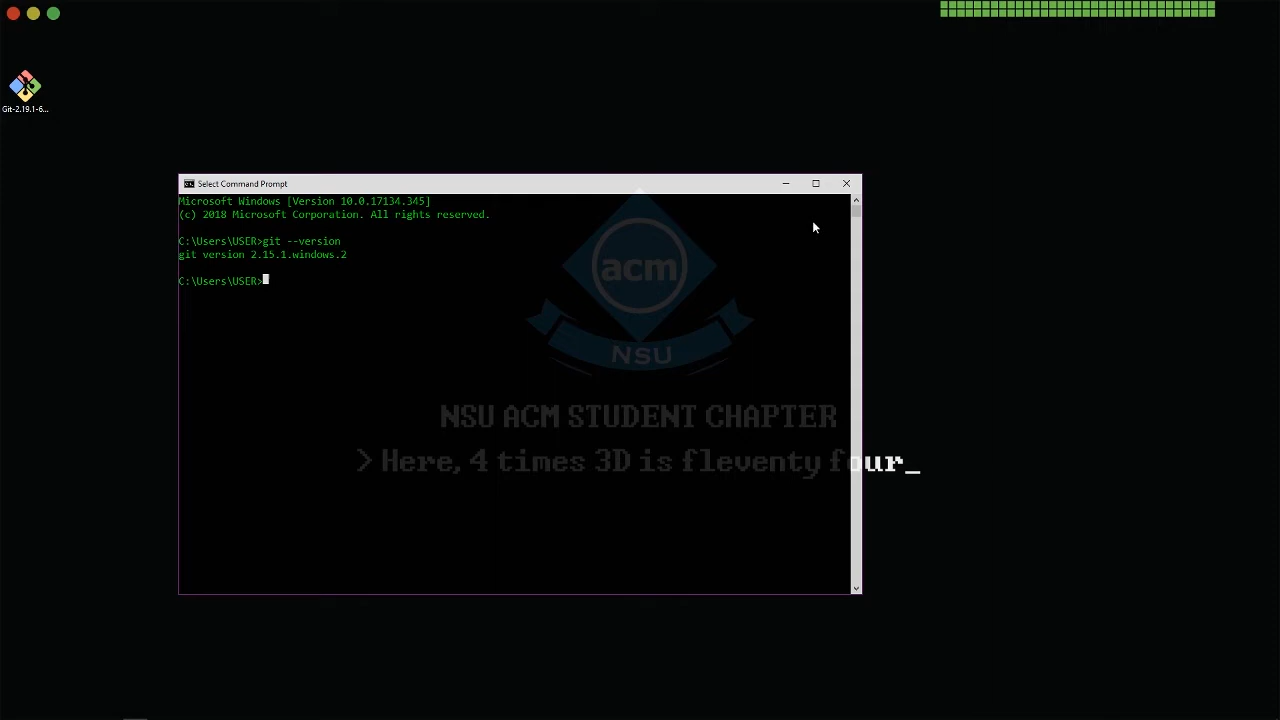 Git-2.19.1-6...
Select Command Prompt
Microsoft Windows [Version 10.0.17134.345]
(c) 2018 Microsoft Corporation. All rights reserved.
C:\Users\USER>git --version
git version 2.15.1.windows.2
C:\Users\USER>
acm
NSU
NSU ACM STUDENT CHAPTER
> Here, 4 times 3D is fleventy four_